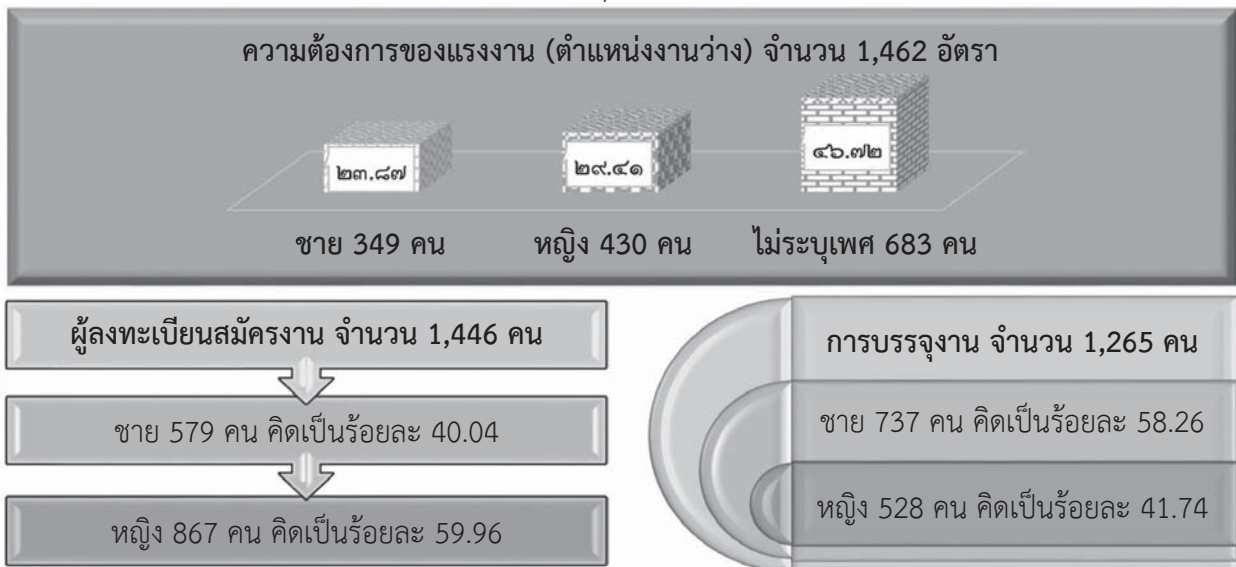 ความต้องการของแรงงาน (ตำแหน่งงานว่าง) จำนวน 1,462 อัตรา
๒๓.๘๗ ๒๙.๔๑ ๔๖.๗๒
ชาย 349 คน หญิง 430 คน ไม่ระบุเพศ 683 คน
ผู้ลงทะเบียนสมัครงาน จำนวน 1,446 คน
ชาย 579 คน คิดเป็นร้อยละ 40.04
หญิง 867 คน คิดเป็นร้อยละ 59.96
การบรรจุงาน จำนวน 1,265 คน
ชาย 737 คน คิดเป็นร้อยละ 58.26
หญิง 528 คน คิดเป็นร้อยละ 41.74